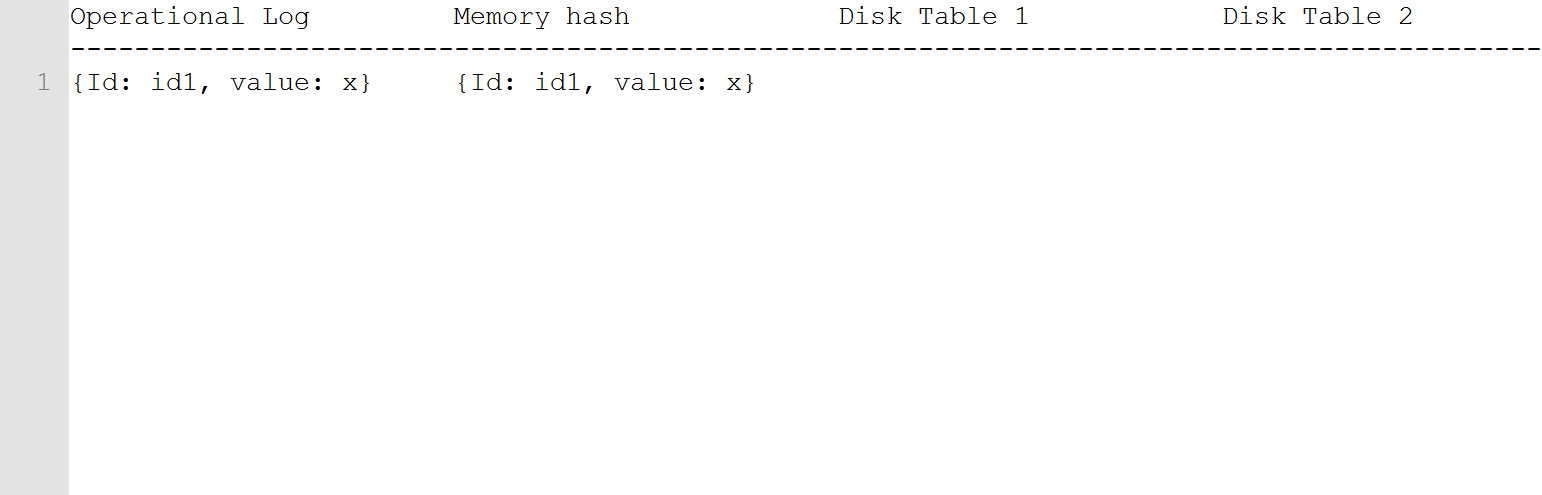 Operational Log Memory hash Disk Table 1 Disk Table 2
--------------------------------------------------------------------------------------------
1 {Id: id1, value: x} {Id: id1, value: x}